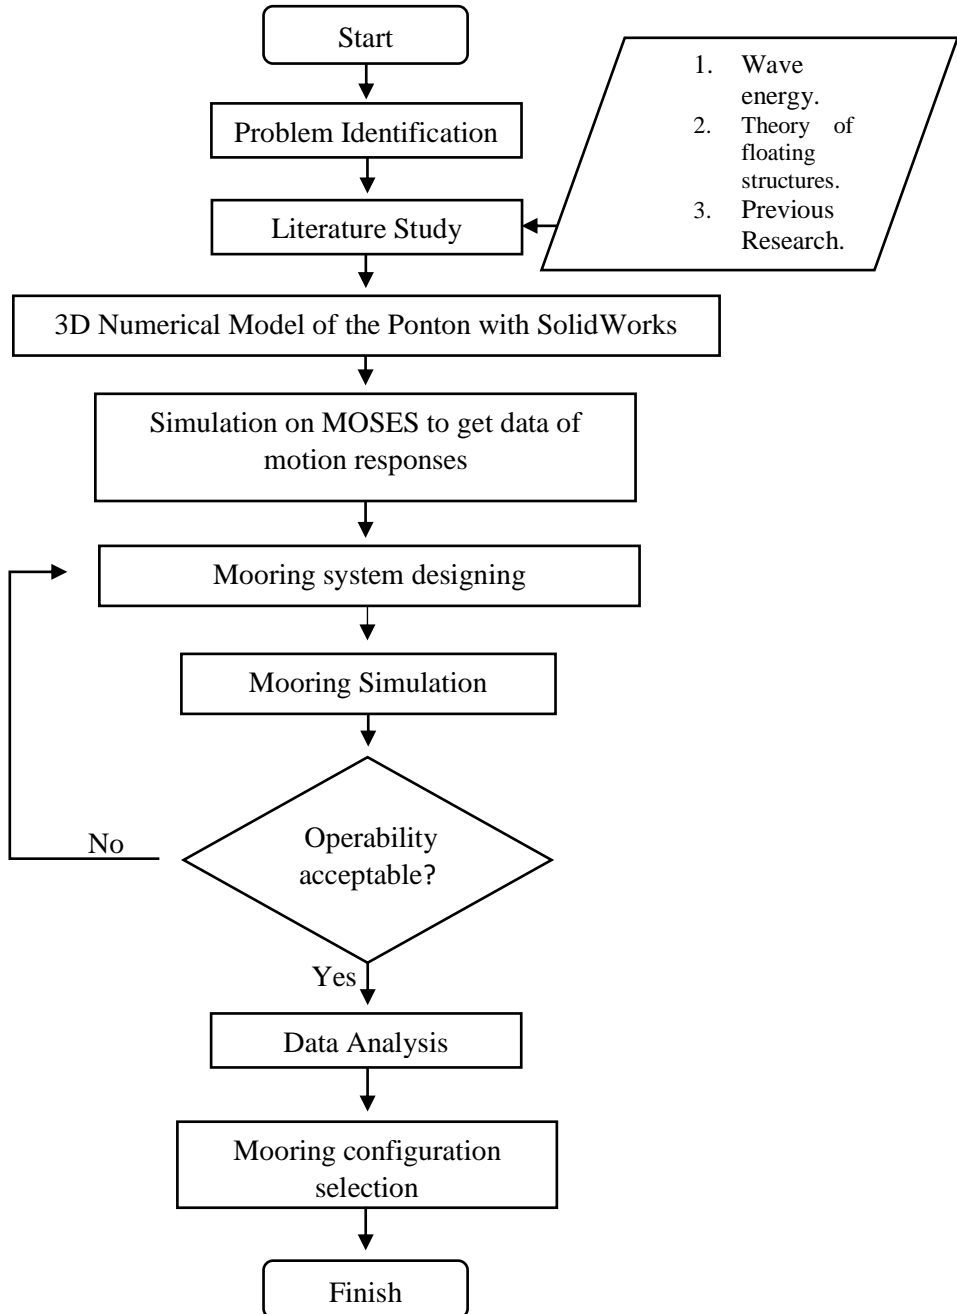 Start
Problem Identification
Literature Study
1. Wave
energy.
2. Theory of
floating
structures.
3. Previous
Research.
3D Numerical Model of the Ponton with SolidWorks
Simulation on MOSES to get data of
motion responses
Mooring system designing
Mooring Simulation
Operability
acceptable?
No
Yes
Data Analysis
Mooring configuration
selection
Finish